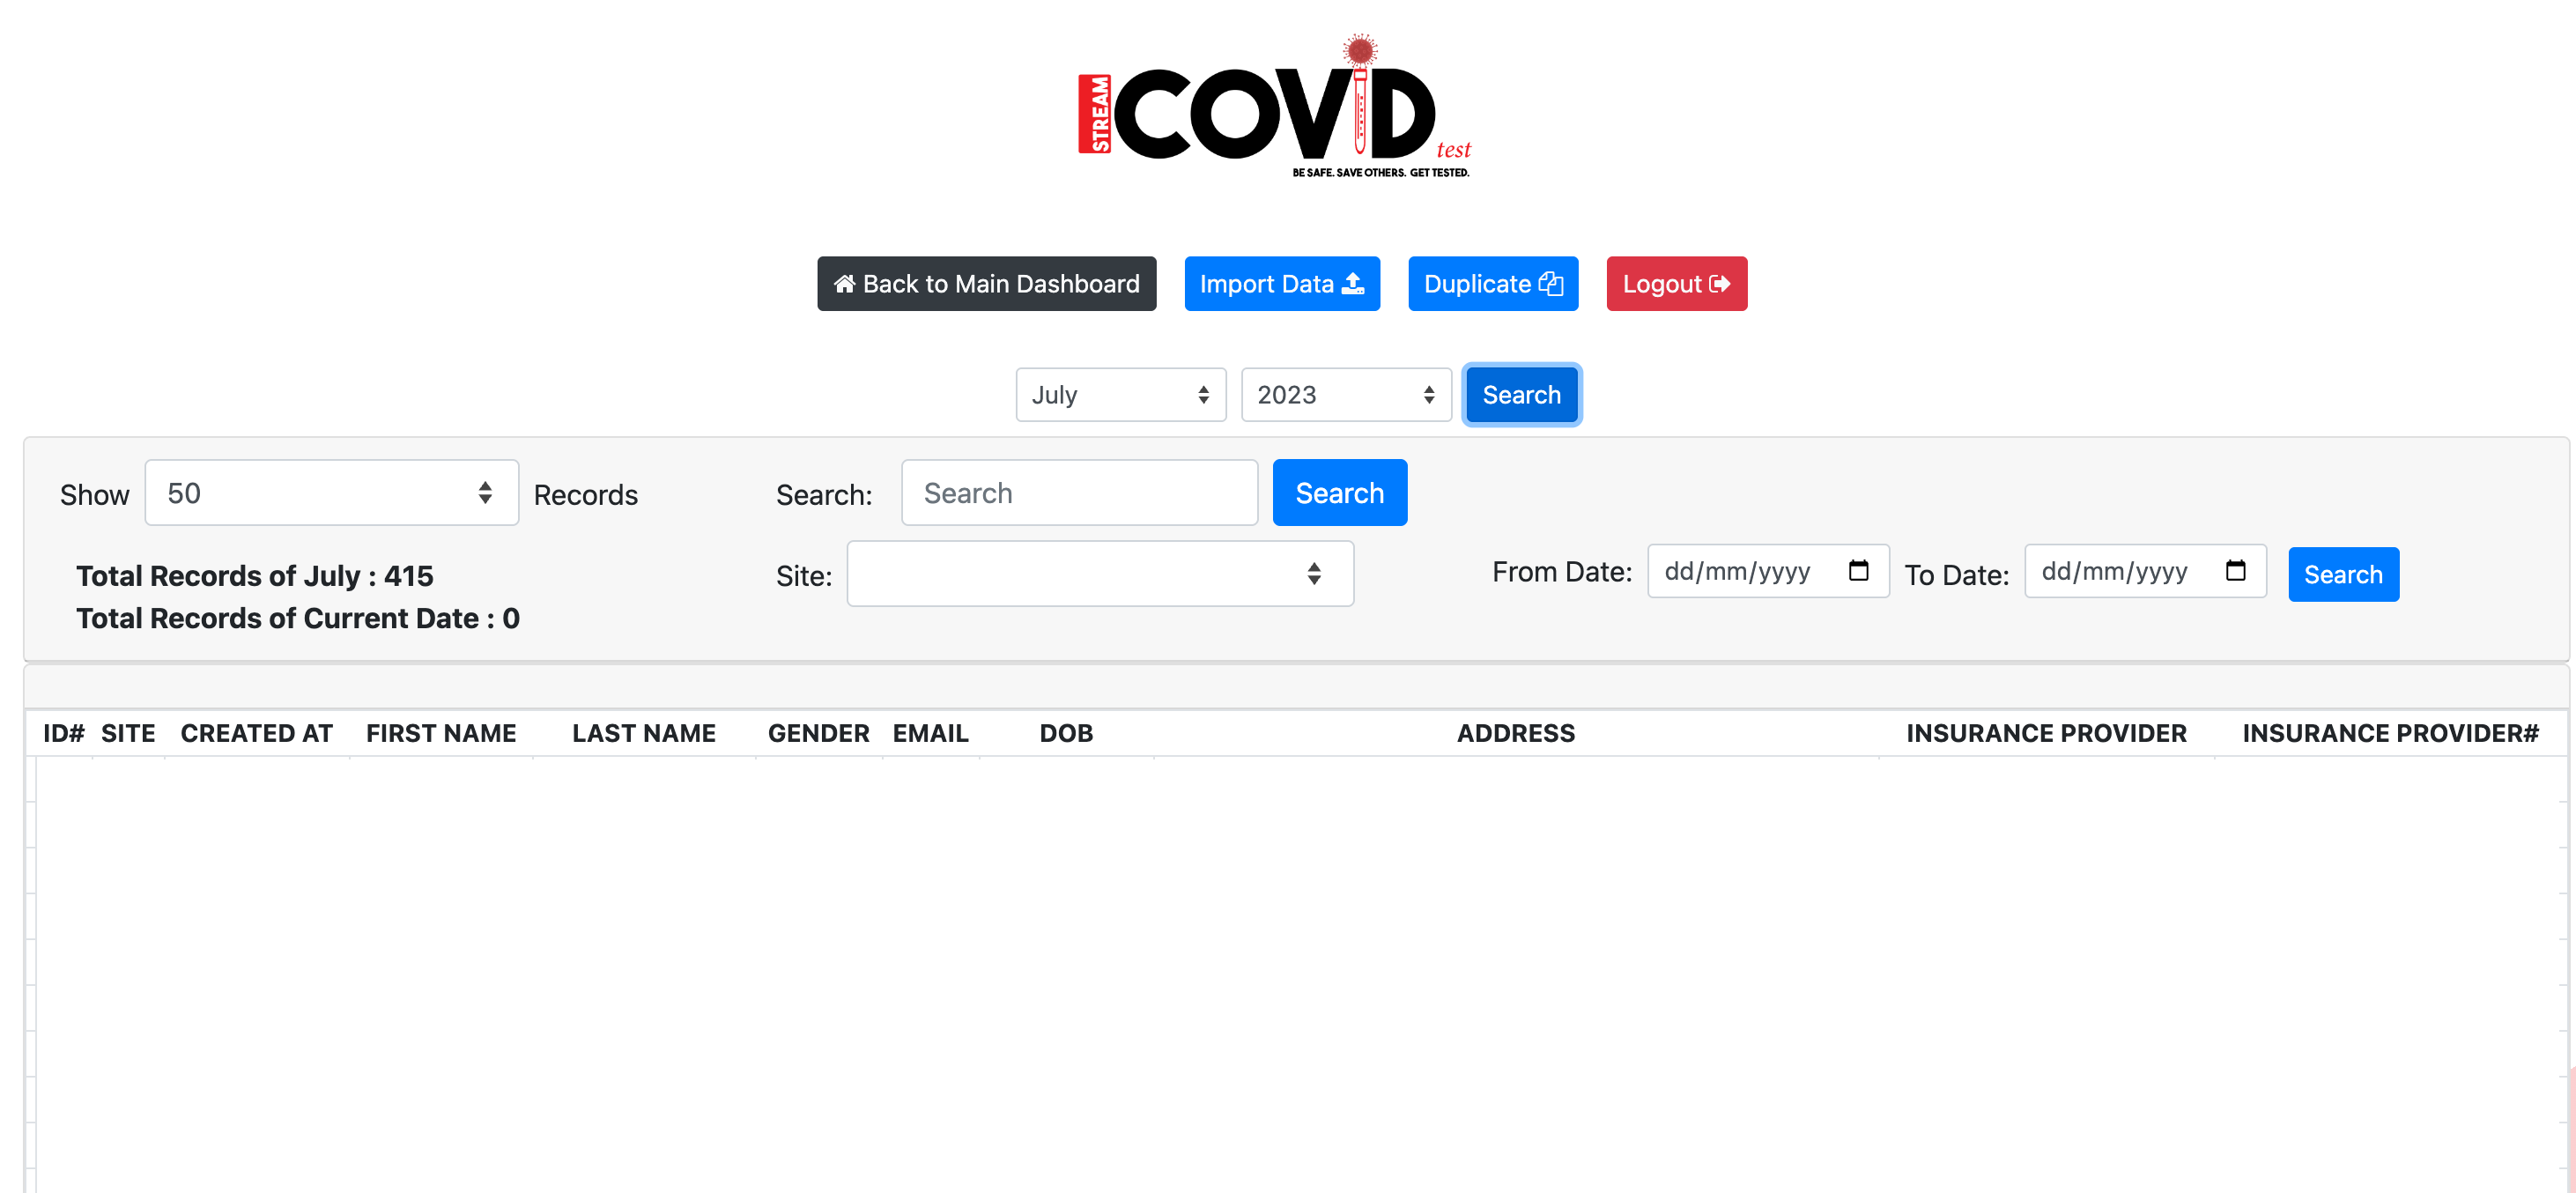 STREAM
COVID
test
BE SAFE. SAVE OTHERS. GET TESTED.
Back to Main Dashboard Import Data Duplicate Logout
July 2023 Search
Show 50 Records Search: Search Search
Total Records of July : 415 Site: From Date: dd/mm/yyyy To Date: dd/mm/yyyy Search
Total Records of Current Date : 0
ID# SITE CREATED AT FIRST NAME LAST NAME GENDER EMAIL DOB ADDRESS INSURANCE PROVIDER INSURANCE PROVIDER#